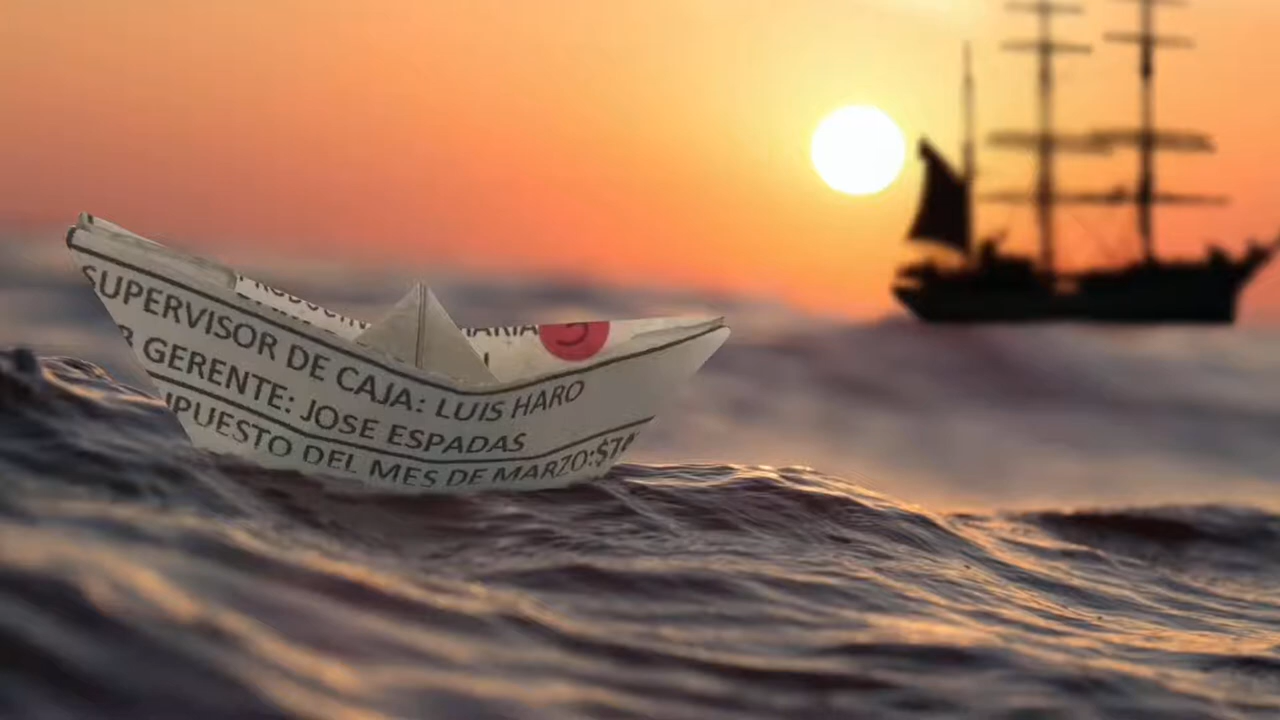 SUPERVISOR DE CAJA: LUIS HARO
GERENTE: JOSE ESPADAS
PUESTO DEL MES DE MARZO:$7